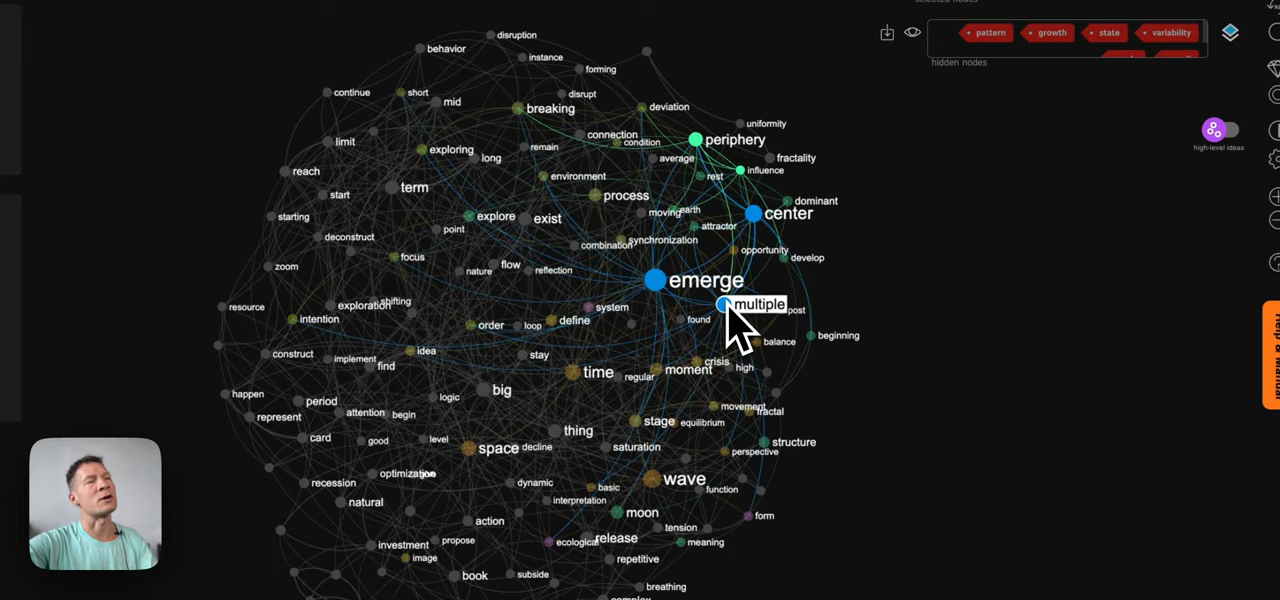 selected nodes
pattern growth state variability
hidden nodes
high-level ideas
Help & Manual
disruption
behavior
instance
forming
continue
short
mid
disrupt
breaking
deviation
uniformity
connection
condition
periphery
limit
exploring
long
remain
average
fractality
reach
term
environment
rest
influence
start
process
dominant
starting
explore
exist
moving
earth
center
point
attractor
deconstruct
combination
synchronization
opportunity
focus
develop
zoom
nature
flow
reflection
emerge
exploration
shifting
multiple
resource
system
post
intention
order
loop
define
found
beginning
balance
construct
implement
idea
find
stay
crisis
time
regular
moment
high
happen
big
period
logic
represent
attention
begin
movement
fractal
stage
equilibrium
card
good
level
thing
space
decline
saturation
structure
perspective
optimization
recession
dynamic
wave
basic
function
natural
interpretation
moon
form
action
tension
investment
propose
ecological
release
meaning
image
repetitive
book
subside
breathing
complex